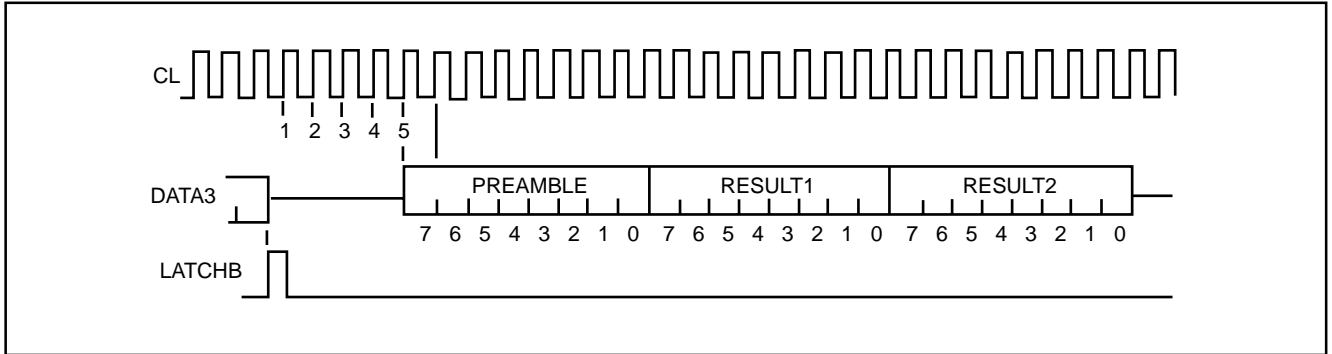 CL
1 2 3 4 5
DATA3
PREAMBLE RESULT1 RESULT2
7 6 5 4 3 2 1 0 7 6 5 4 3 2 1 0 7 6 5 4 3 2 1 0
LATCHB